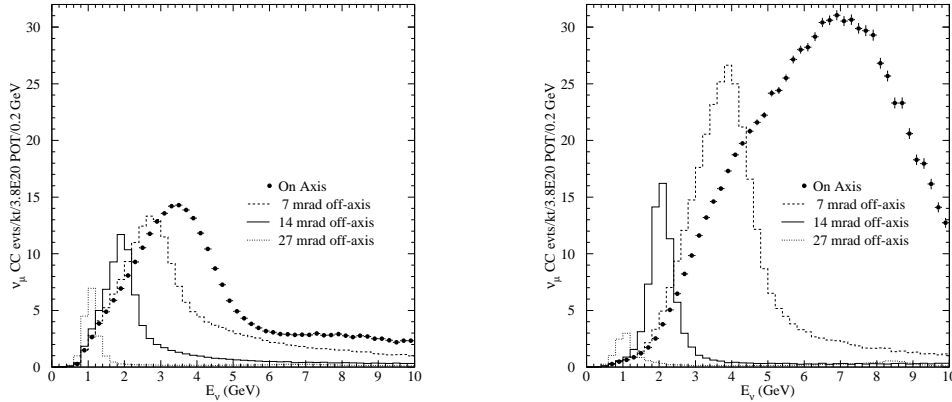 ν_μ CC evts/kt/3.8E20 POT/0.2 GeV
30
25
20
15
10
5
0
On Axis
7 mrad off-axis
14 mrad off-axis
27 mrad off-axis
0 1 2 3 4 5 6 7 8 9 10
E_ν (GeV)
ν_μ CC evts/kt/3.8E20 POT/0.2 GeV
30
25
20
15
10
5
0
On Axis
7 mrad off-axis
14 mrad off-axis
27 mrad off-axis
0 1 2 3 4 5 6 7 8 9 10
E_ν (GeV)